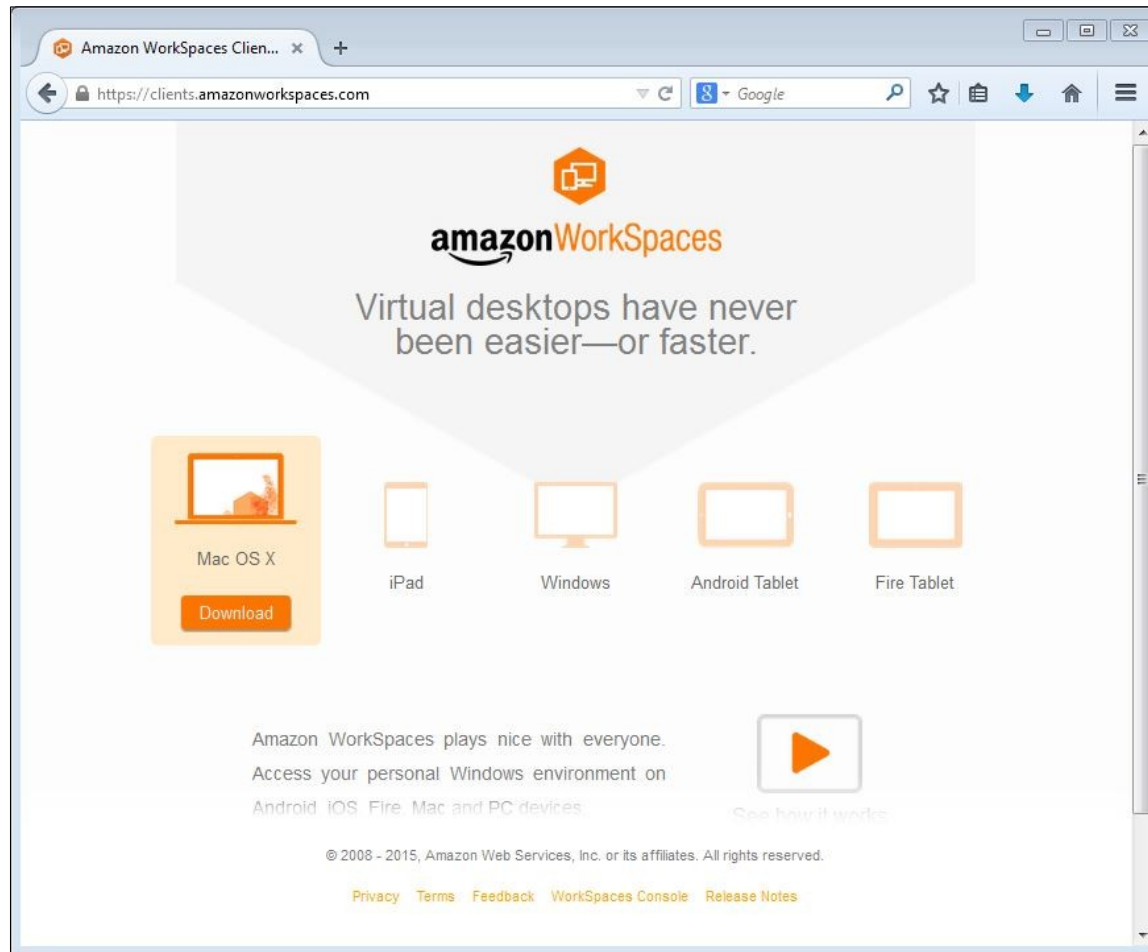 Amazon WorkSpaces Clien...
https://clients.amazonworkspaces.com
8
Google
amazonWorkSpaces
Virtual desktops have never
been easier—or faster.
Mac OS X
Download
iPad
Windows
Android Tablet
Fire Tablet
Amazon WorkSpaces plays nice with everyone.
Access your personal Windows environment on
Android, iOS, Fire, Mac and PC devices.
See how it works
© 2008 - 2015, Amazon Web Services, Inc. or its affiliates. All rights reserved.
Privacy Terms Feedback WorkSpaces Console Release Notes